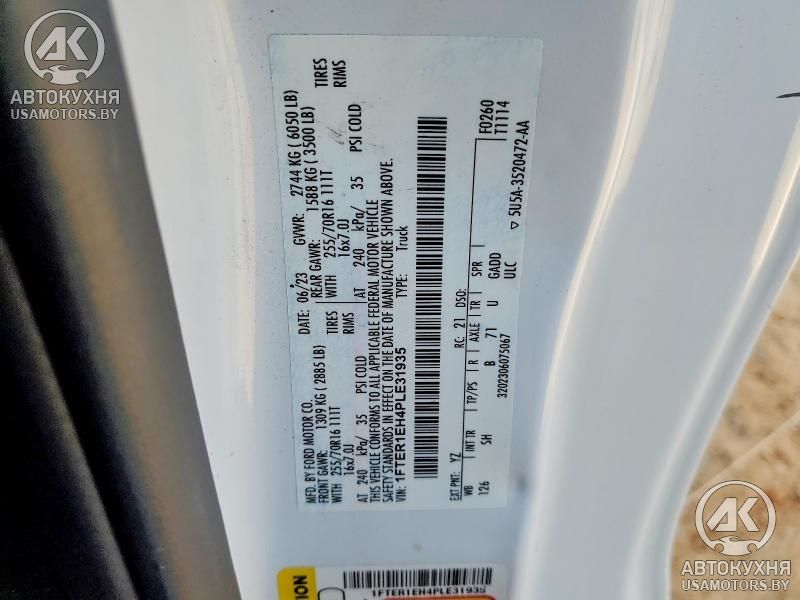 AK
АВТОКУХНЯ
USAMOTORS.BY
MFD. BY FORD MOTOR CO.
DATE: 06/23
GVWR: 2744 KG ( 6050 LB)
FRONT GAWR: 1309 KG ( 2885 LB)
REAR GAWR: 1588 KG ( 3500 LB)
WITH 255/70R16 111T TIRES
WITH 255/70R16 111T TIRES
16x7.0J RIMS
16x7.0J RIMS
AT 240 kPa/ 35 PSI COLD
AT 240 kPa/ 35 PSI COLD
THIS VEHICLE CONFORMS TO ALL APPLICABLE FEDERAL MOTOR VEHICLE
SAFETY STANDARDS IN EFFECT ON THE DATE OF MANUFACTURE SHOWN ABOVE.
VIN: 1FTER1EH4PLE31935
TYPE: Truck
F0260
T1114
EXT PNT: YZ
RC: 21
DSO:
WB
INT TR
TP/PS
R
AXLE
TR
SPR
126
SH
B
71
U
GADD
ULC
3202306075067
▽ 5U5A-3520472-AA
TION
1FTER1EH4PLE31935
AK
АВТОКУХНЯ
USAMOTORS.BY